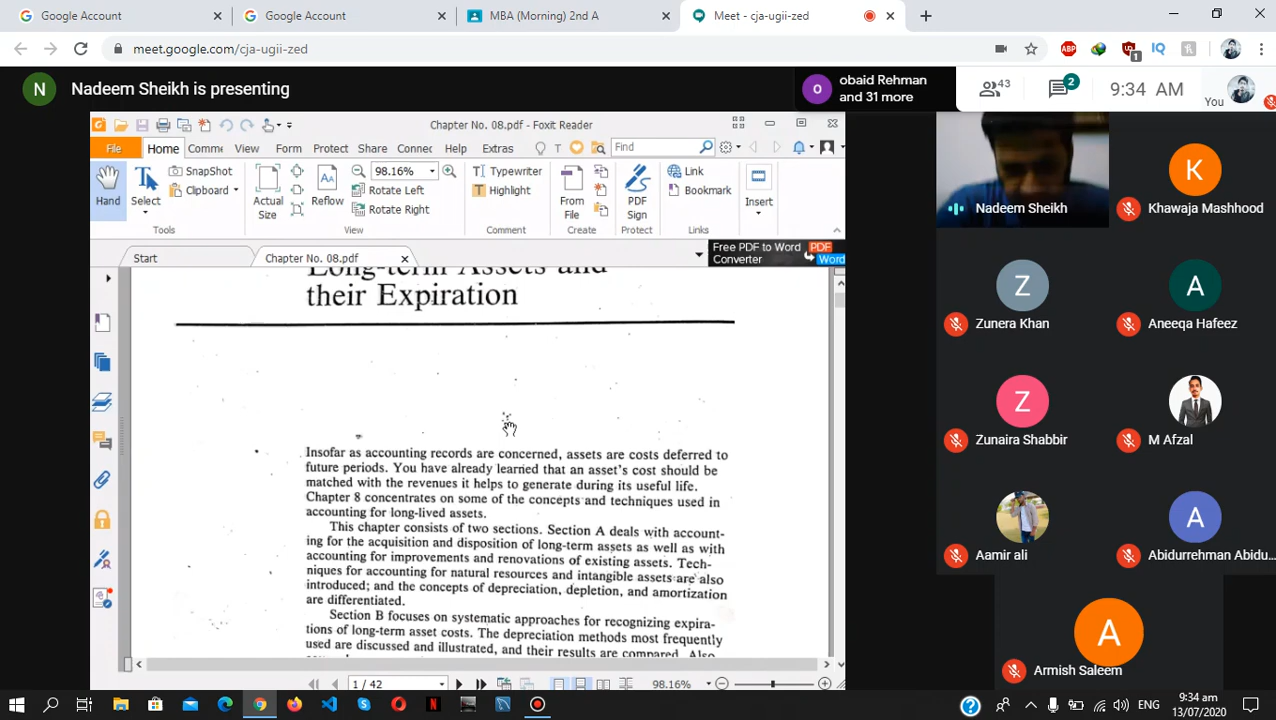 Google Account
Google Account
MBA (Morning) 2nd A
Meet - cja-ugii-zed
meet.google.com/cja-ugii-zed
ABP
1
IQ
N
Nadeem Sheikh is presenting
o
obaid Rehman
and 31 more
43
2
9:34 AM
You
Chapter No. 08.pdf - Foxit Reader
File
Home
Comme
View
Form
Protect
Share
Connec
Help
Extras
Find
Hand
Select
SnapShot
Clipboard
Actual
Size
Reflow
98.16%
Rotate Left
Rotate Right
Typewriter
Highlight
From
File
PDF
Sign
Link
Bookmark
Insert
Tools
View
Comment
Create
Protect
Links
Start
Chapter No. 08.pdf
Free PDF to Word
Converter
PDF
Word
Long-term Assets and
their Expiration
Insofar as accounting records are concerned, assets are costs deferred to
future periods. You have already learned that an asset's cost should be
matched with the revenues it helps to generate during its useful life.
Chapter 8 concentrates on some of the concepts and techniques used in
accounting for long-lived assets.
This chapter consists of two sections. Section A deals with account-
ing for the acquisition and disposition of long-term assets as well as with
accounting for improvements and renovations of existing assets. Tech-
niques for accounting for natural resources and intangible assets are also
introduced; and the concepts of depreciation, depletion, and amortization
are differentiated.
Section B focuses on systematic approaches for recognizing expira-
tions of long-term asset costs. The depreciation methods most frequently
used are discussed and illustrated, and their results are compared. Also
1 / 42
98.16%
Nadeem Sheikh
K
Khawaja Mashhood
Z
Zunera Khan
A
Aneeqa Hafeez
Z
Zunaira Shabbir
M Afzal
Aamir ali
A
Abidurrehman Abidu...
A
Armish Saleem
ENG
9:34 am
13/07/2020